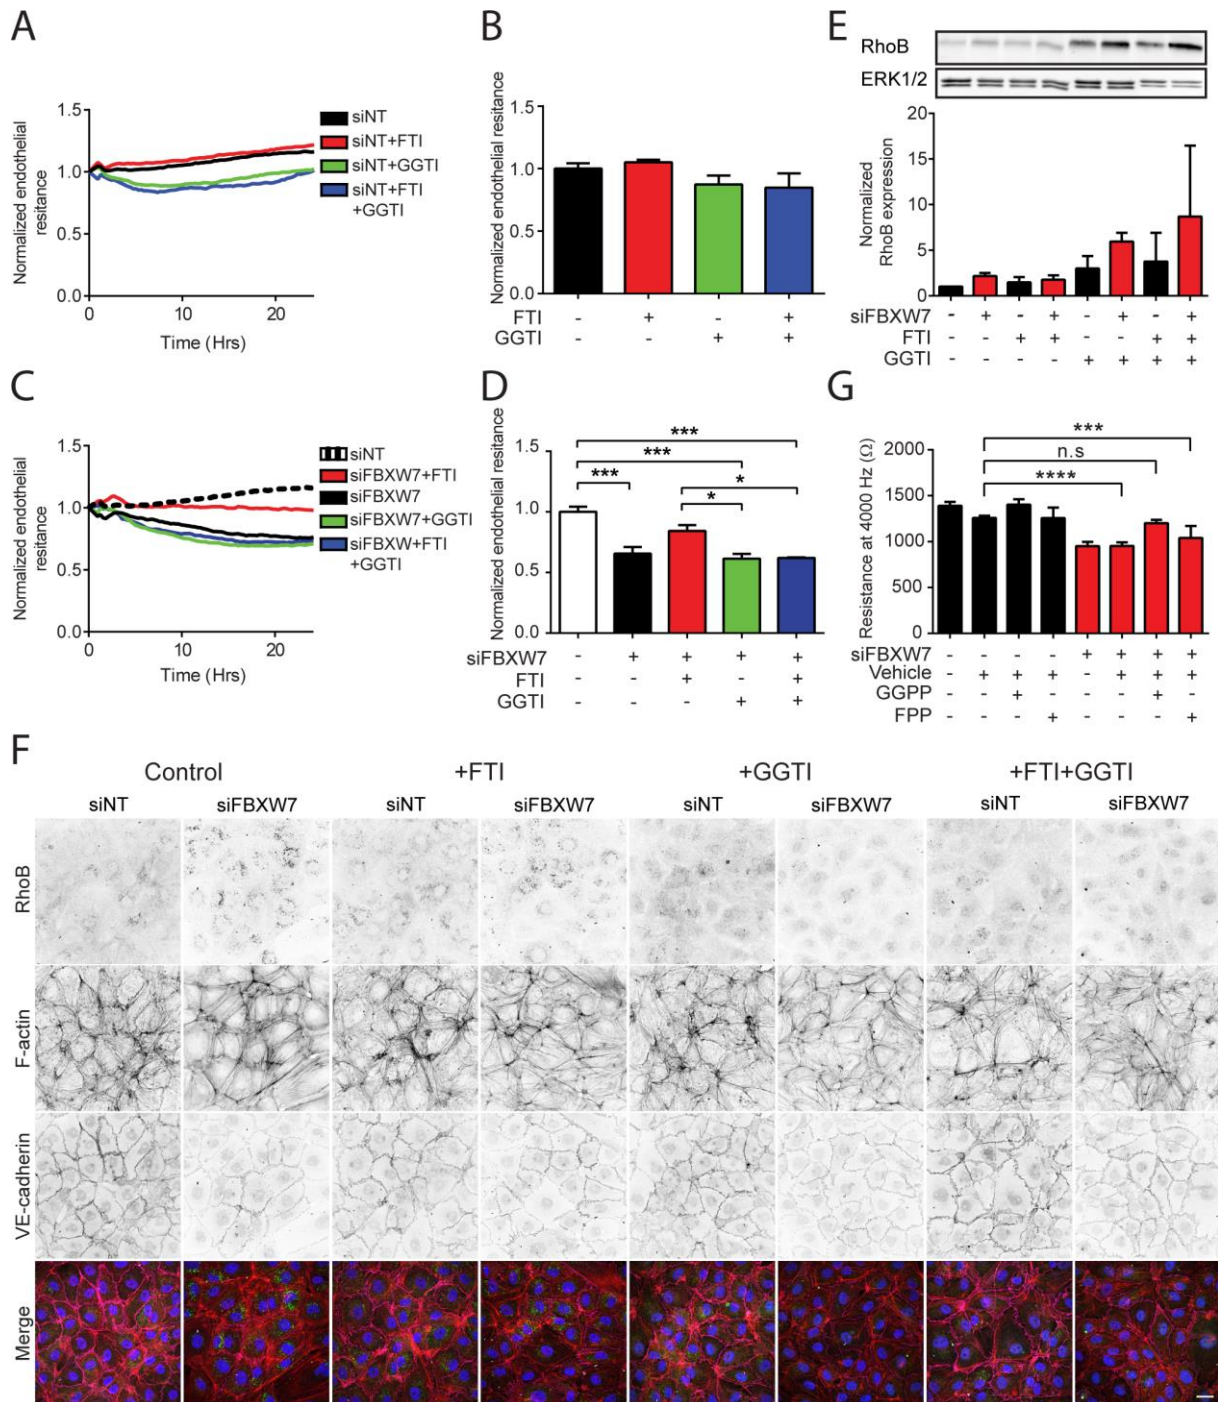 A
Normalized endothelial
resitance
1.5
1.0
0.5
0.0
0
10
20
Time (Hrs)
siNT
siNT+FTI
siNT+GGTI
siNT+FTI
+GGTI
B
Normalized endothelial resitance
1.5
1.0
0.5
0.0
FTI - + - +
GGTI - - + +
E
RhoB
ERK1/2
Normalized
RhoB expression
20
15
10
5
0
siFBXW7 - + - + - + - +
FTI - - + + - - + +
GGTI - - - - + + + +
C
Normalized endothelial
resitance
1.5
1.0
0.5
0.0
0
10
20
Time (Hrs)
siNT
siFBXW7+FTI
siFBXW7
siFBXW7+GGTI
siFBXW+FTI
+GGTI
D
Normalized endothelial resitance
1.5
1.0
0.5
0.0
***
***
***
*
*
siFBXW7 - + + + +
FTI - - + - +
GGTI - - - + +
G
Resistance at 4000 Hz (Ω)
2000
1500
1000
500
0
***
n.s
****
siFBXW7 - - - - + + + +
Vehicle - + + + - + + +
GGPP - - + - - - + -
FPP - - - + - - - +
F
Control +FTI +GGTI +FTI+GGTI
siNT siFBXW7 siNT siFBXW7 siNT siFBXW7 siNT siFBXW7
RhoB
F-actin
VE-cadherin
Merge